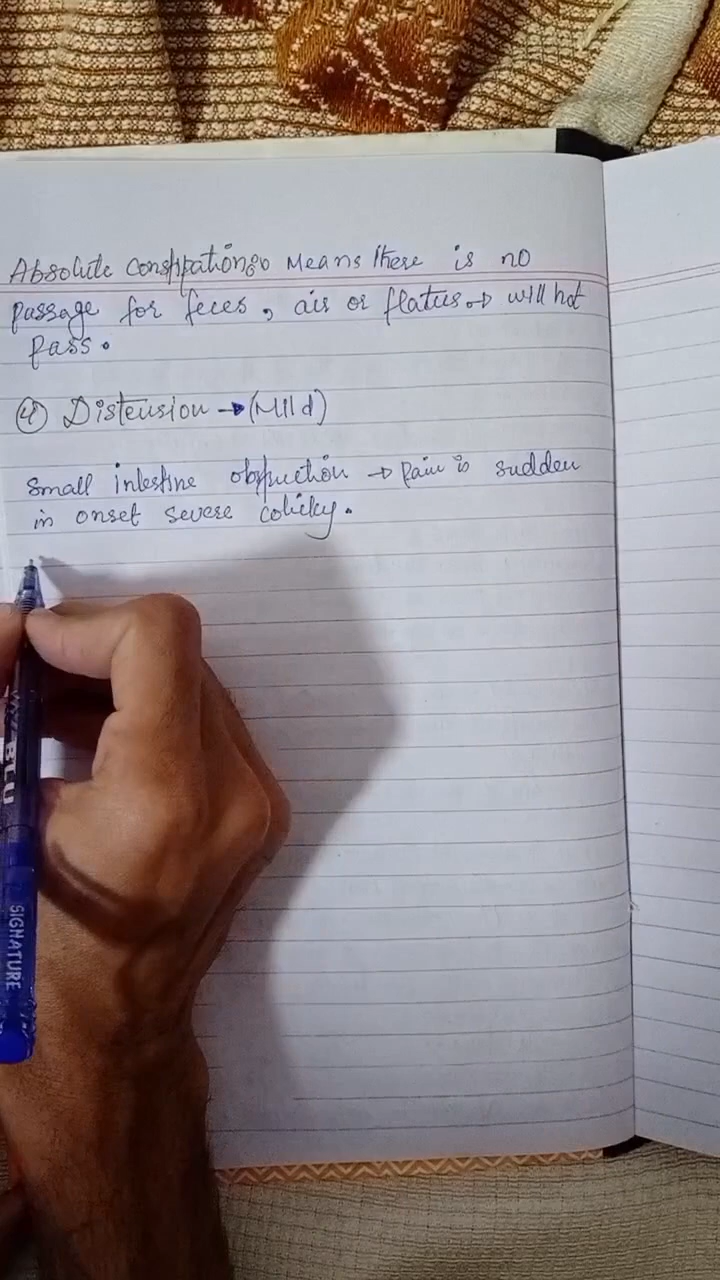 Absolute Constipation:o Means there is no
passage for feces, air or flatus → will not
pass.
④ Distension → (Mild)
Small intestine obstruction → Pain is sudden
in onset severe colicky.
SIGNATURE